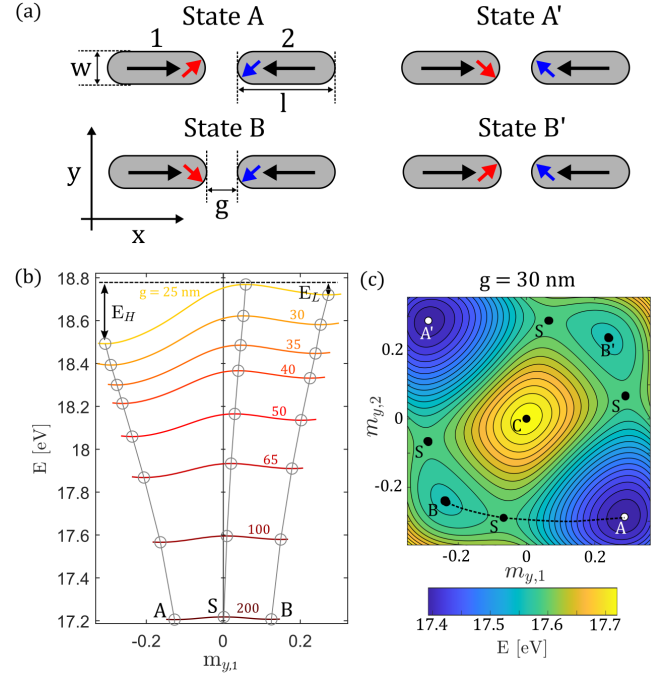 (a)
State A
State A'
1
2
w
l
State B
State B'
y
g
x
(b)
18.8
g = 25 nm
E_L
E_H
30
18.6
35
18.4
40
18.2
50
18
65
17.8
100
17.6
17.4
A
S
B
200
17.2
-0.2
0
0.2
E [eV]
m_{y,1}
(c)
g = 30 nm
A'
S
B'
0.2
S
C
0
S
-0.2
B
S
A
-0.2
0
0.2
m_{y,2}
m_{y,1}
17.4
17.5
17.6
17.7
E [eV]